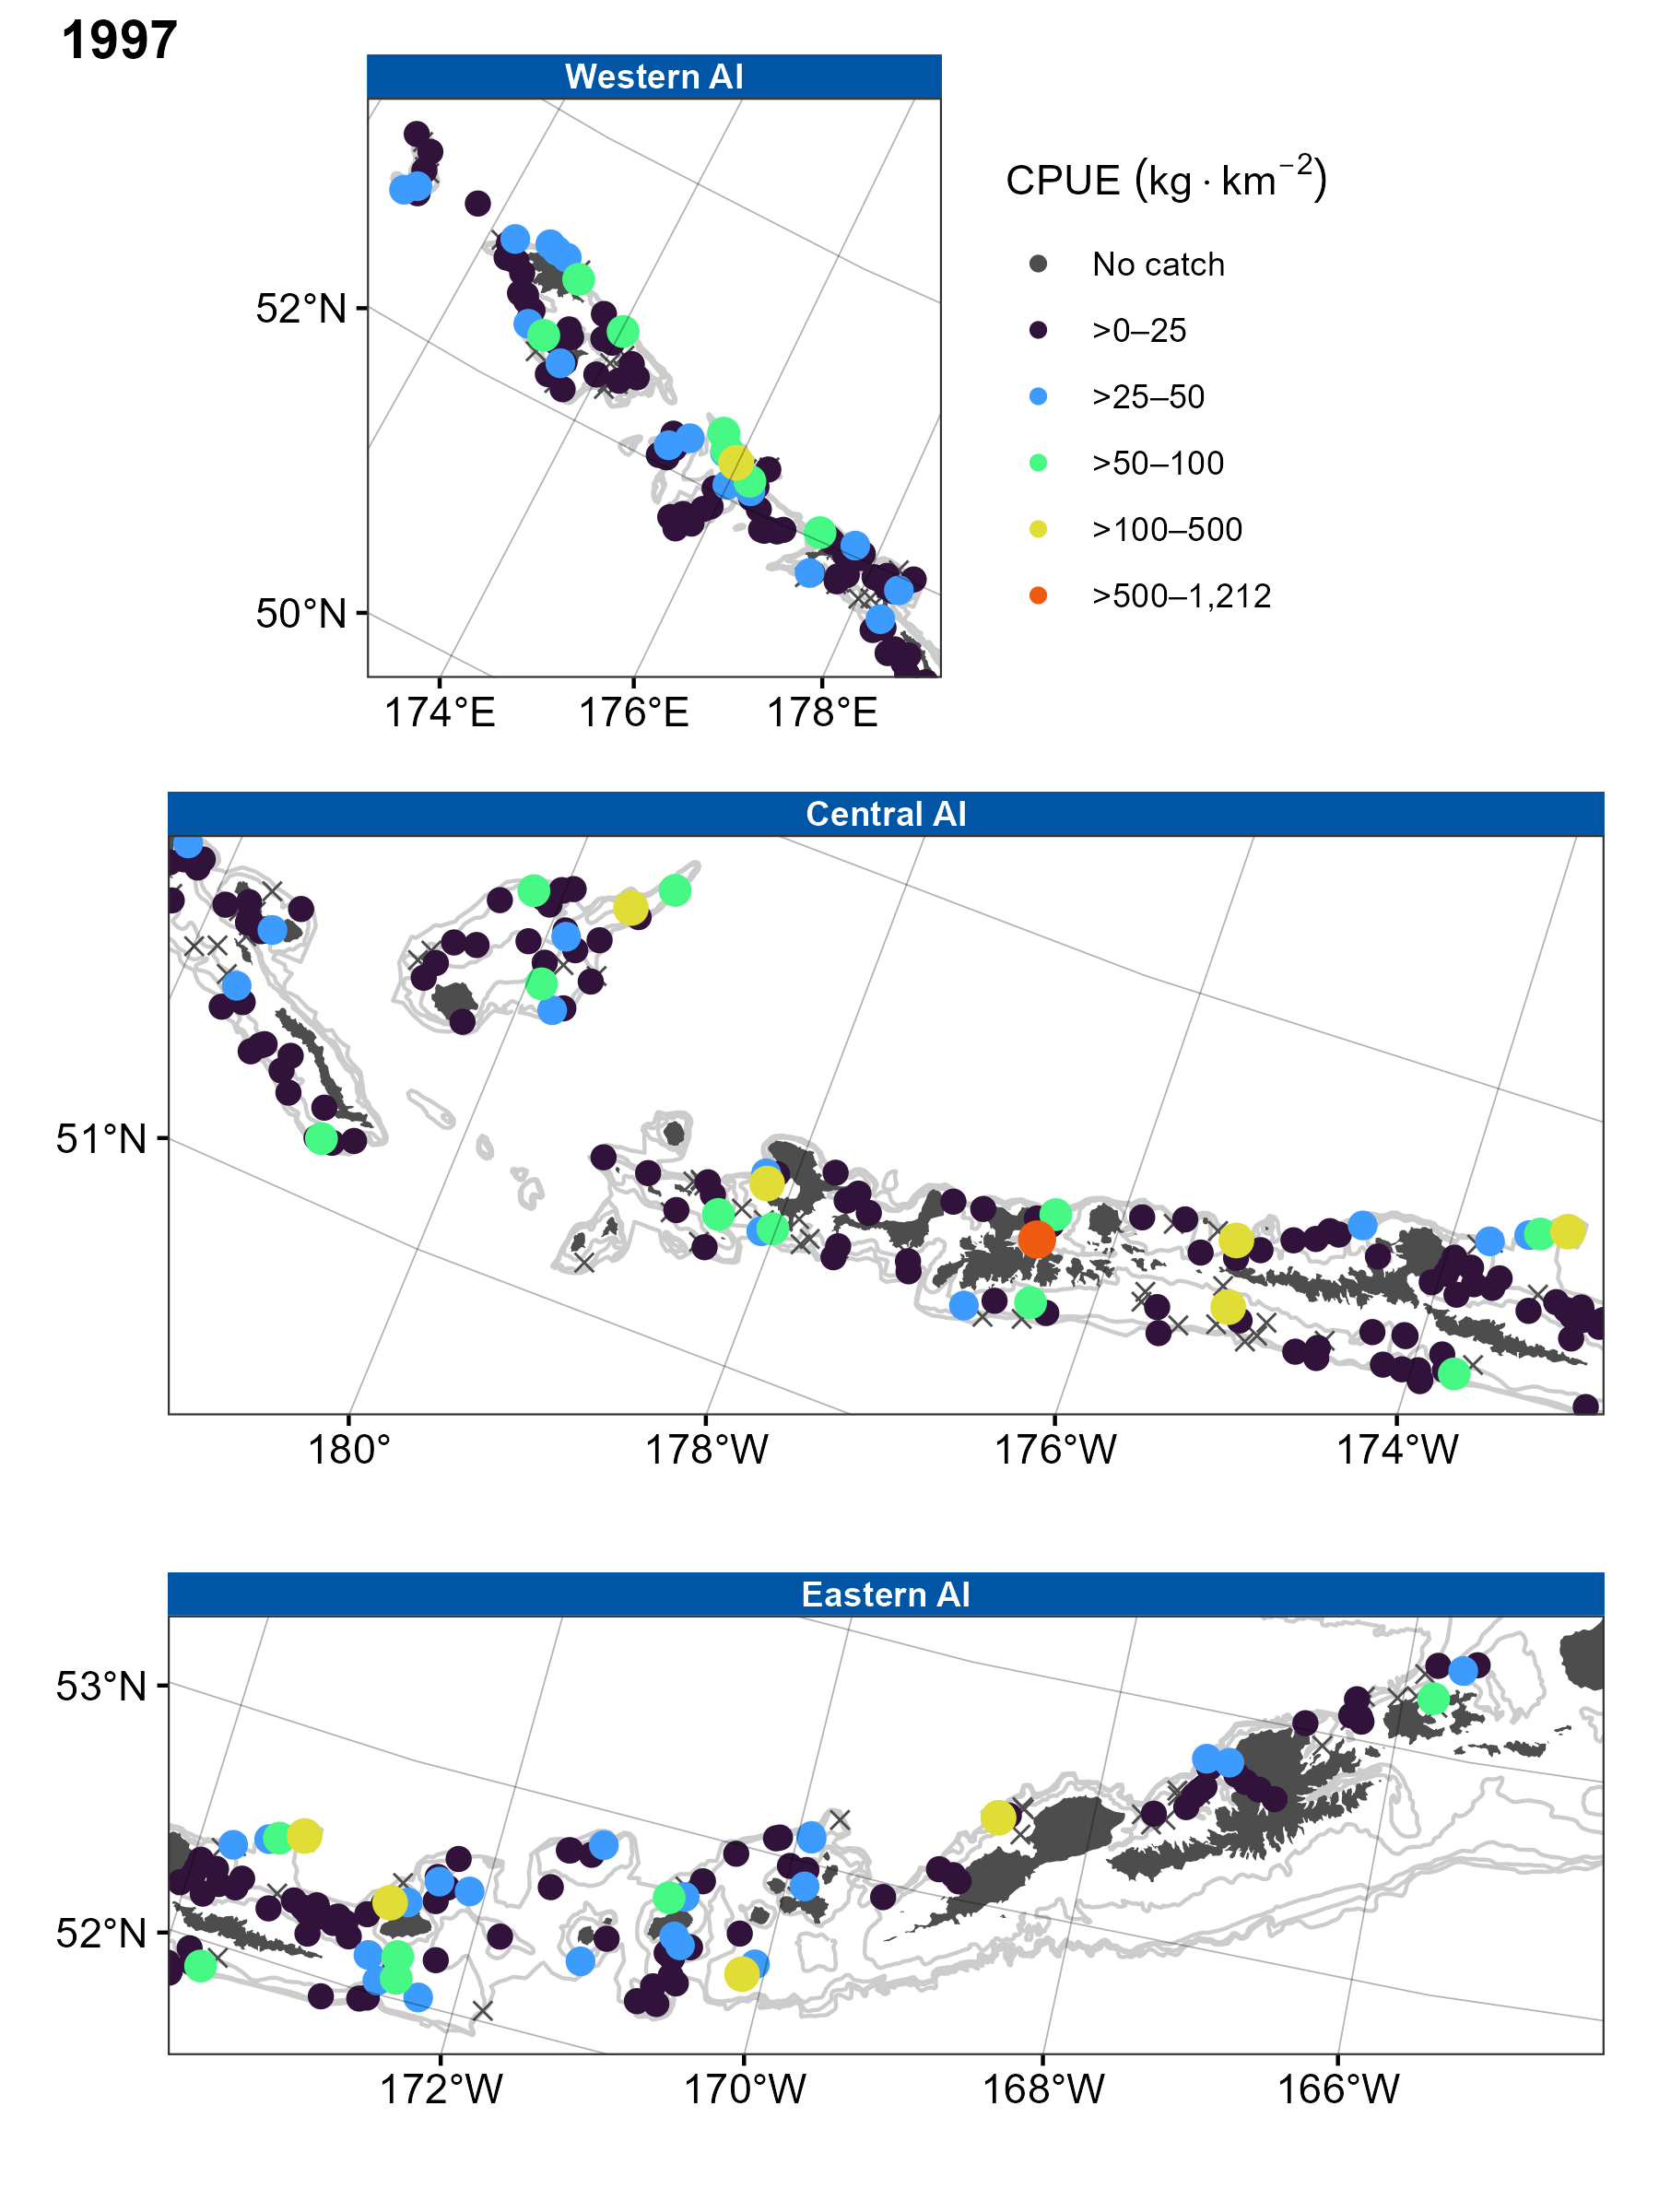 1997
Western AI
CPUE (kg · km⁻²)
No catch
>0–25
>25–50
>50–100
>100–500
>500–1,212
52°N
50°N
174°E 176°E 178°E
Central AI
51°N
180° 178°W 176°W 174°W
Eastern AI
53°N
52°N
172°W 170°W 168°W 166°W